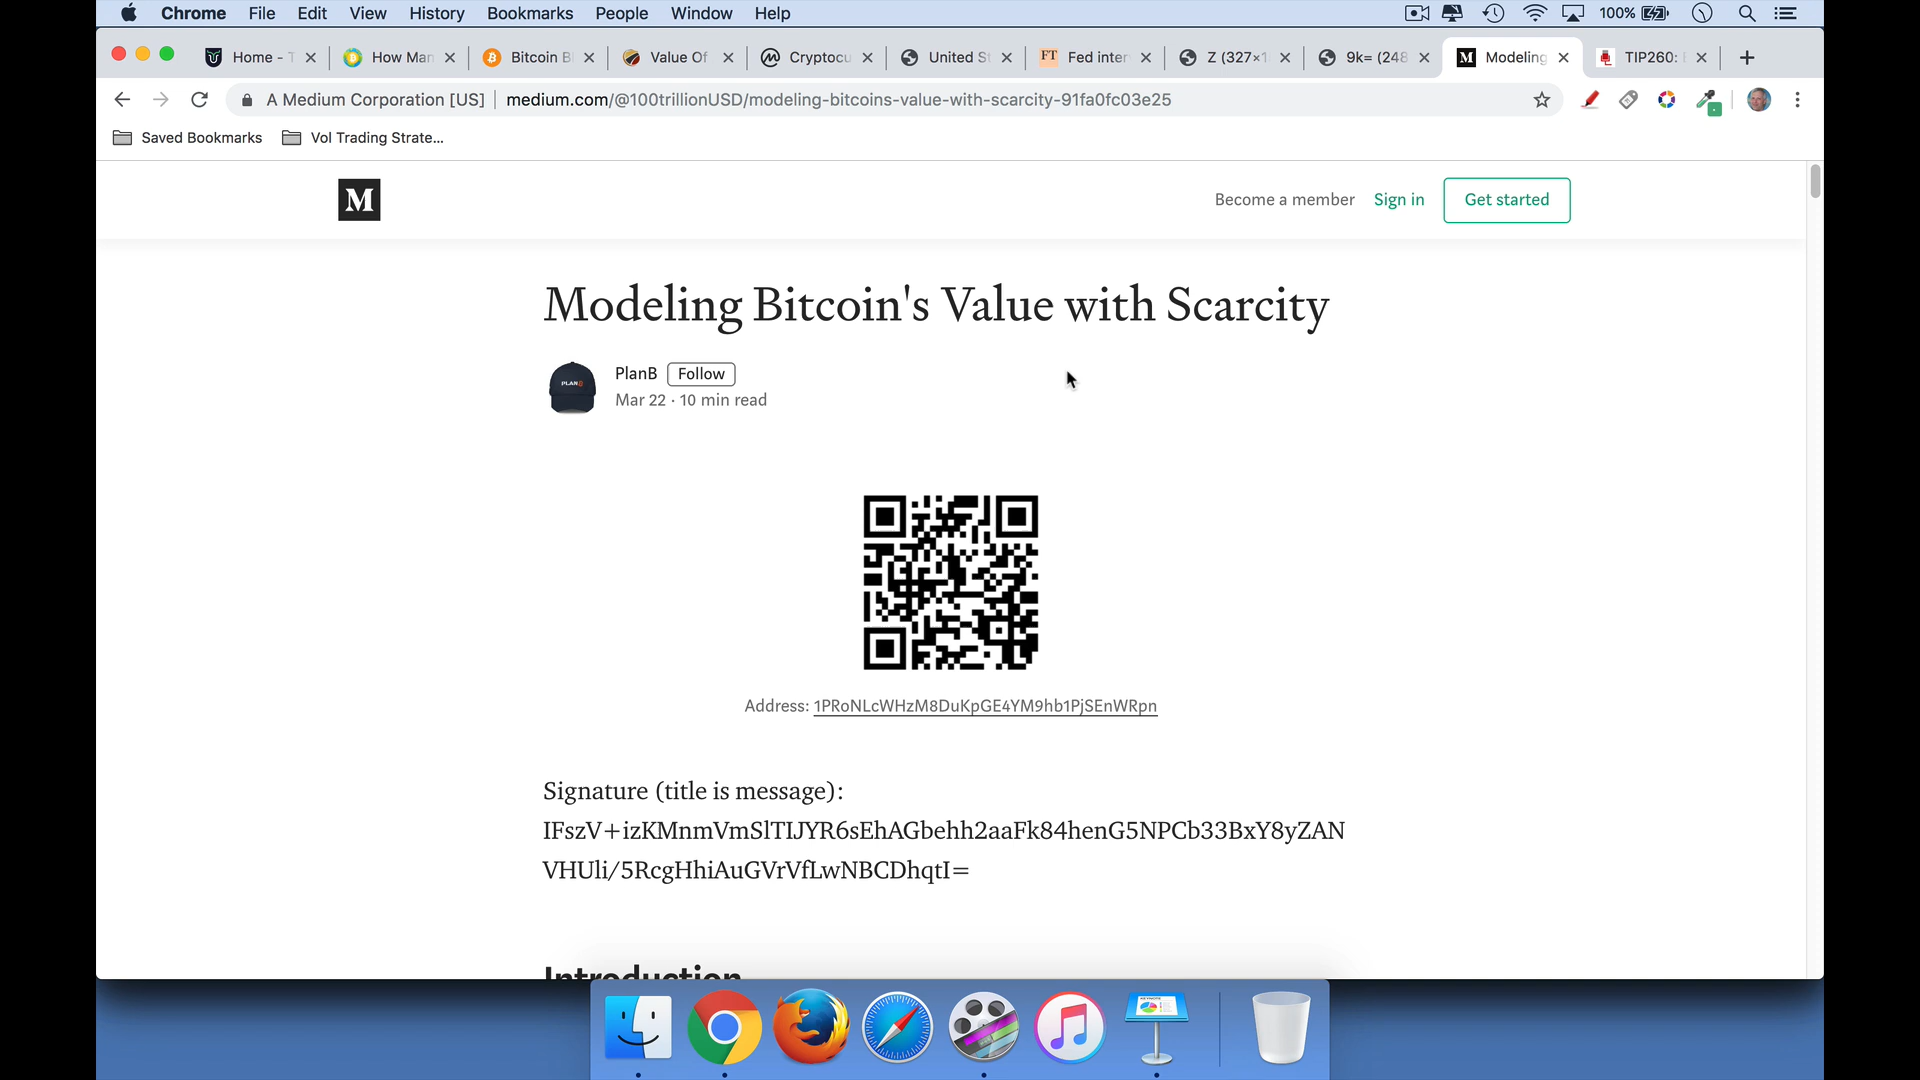 Chrome File Edit View History Bookmarks People Window Help 100%
Home - How Man Bitcoin B Value Of Cryptocu United S FT Fed inter Z (327×1 9k= (248 M Modeling TIP260:
A Medium Corporation [US] medium.com/@100trillionUSD/modeling-bitcoins-value-with-scarcity-91fa0fc03e25
Saved Bookmarks Vol Trading Strate...
M Become a member Sign in Get started
Modeling Bitcoin's Value with Scarcity
PlanB Follow
Mar 22 · 10 min read
Address: 1PRoNLcWHzM8DuKpGE4YM9hb1PjSEnWRpn
Signature (title is message):
IFszV+izKMnmVmSlTIJYR6sEhAGbehh2aaFk84henG5NPCb33BxY8yZAN
VHUli/5RcgHhiAuGVrVfLwNBCDhqtI=
Introduction